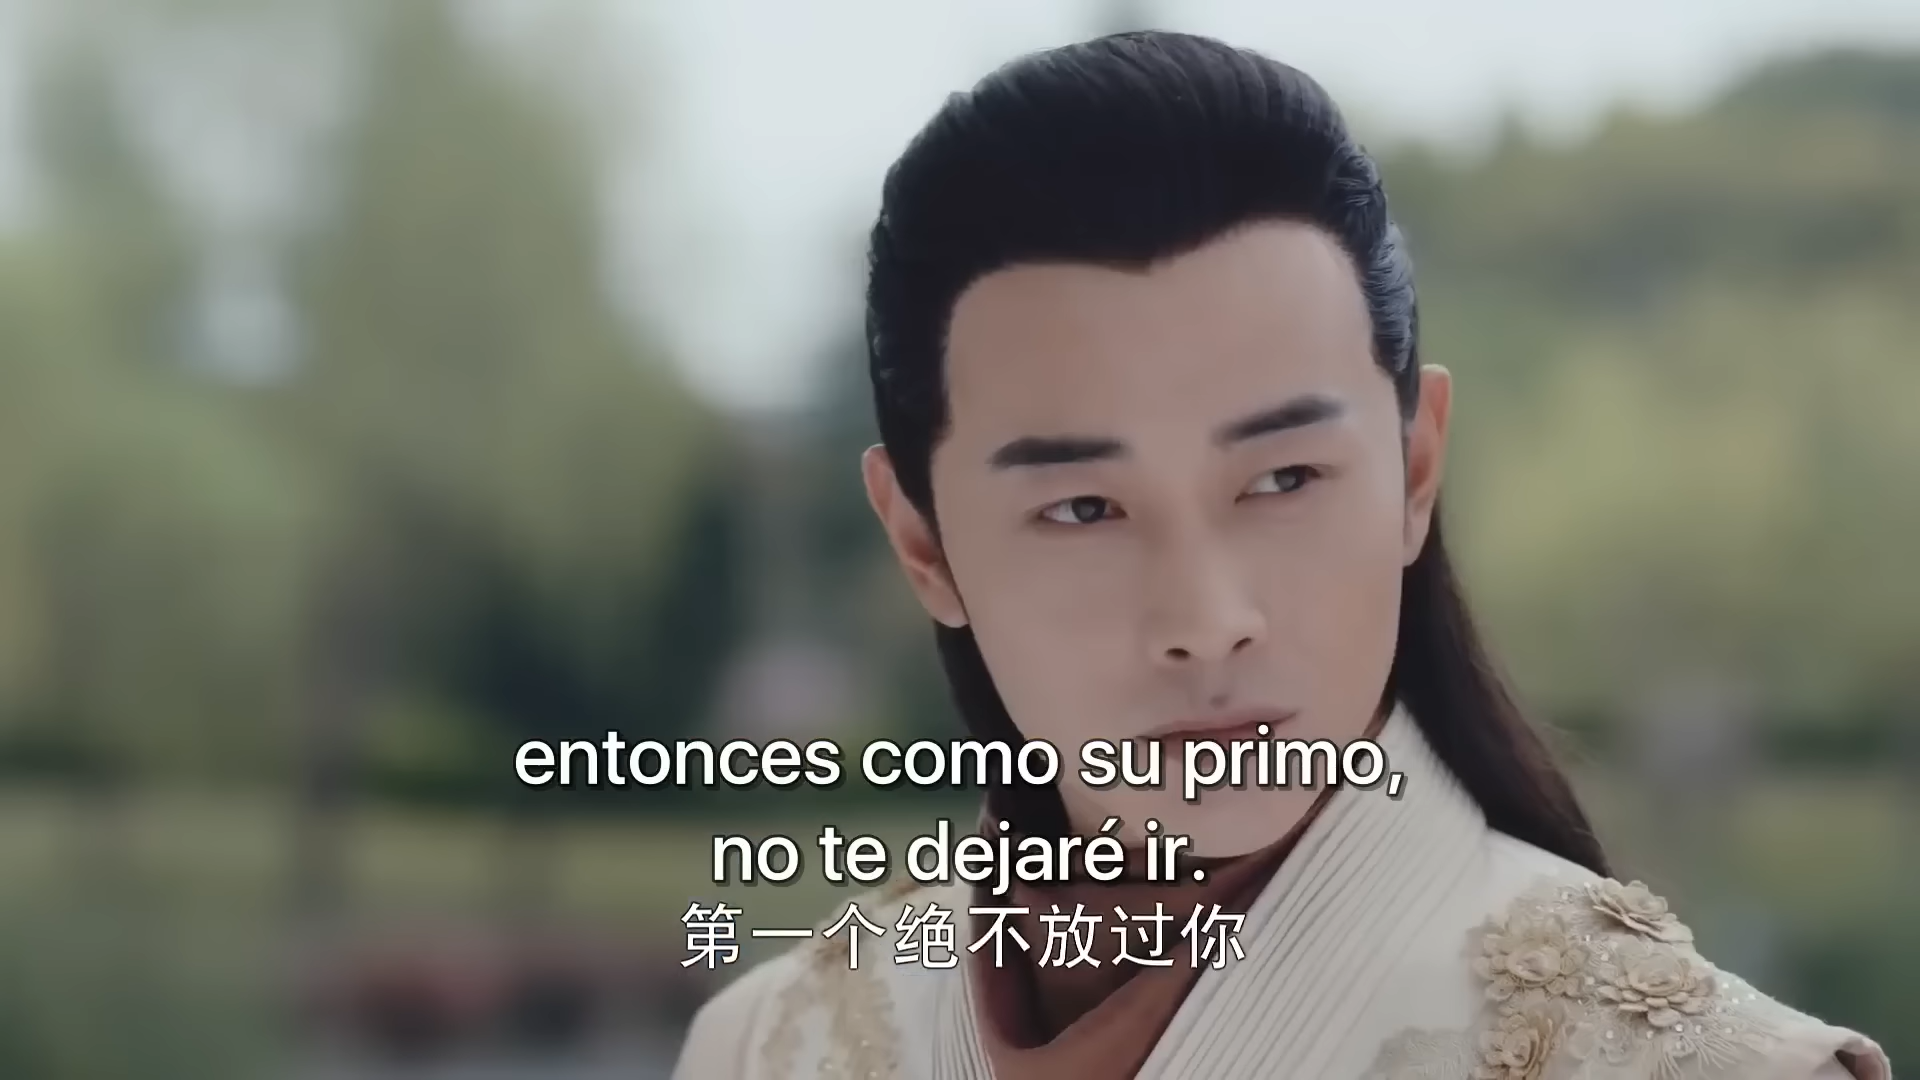 entonces como su primo,
no te dejaré ir.
第一个绝不放过你